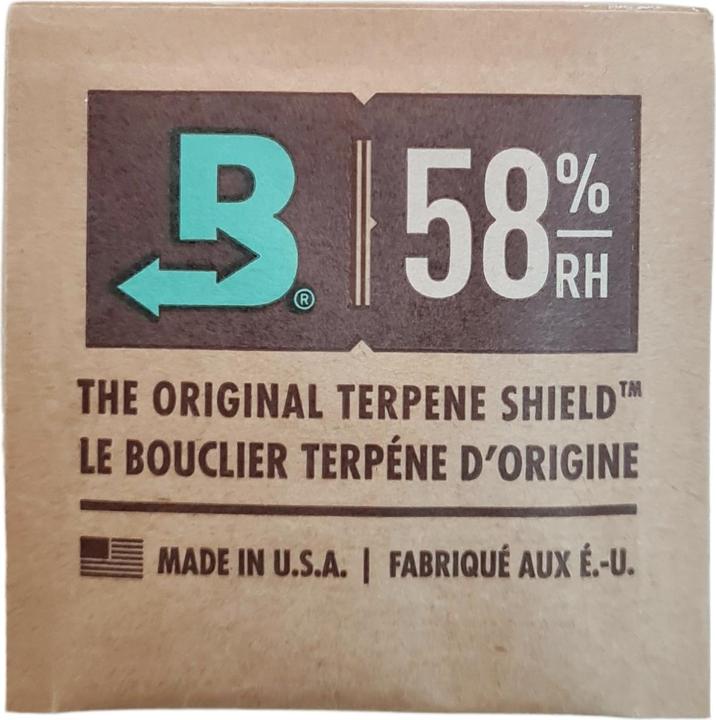 B® 58% RH
THE ORIGINAL TERPENE SHIELD™
LE BOUCLIER TERPÉNE D'ORIGINE
MADE IN U.S.A. | FABRIQUÉ AUX É.-U.